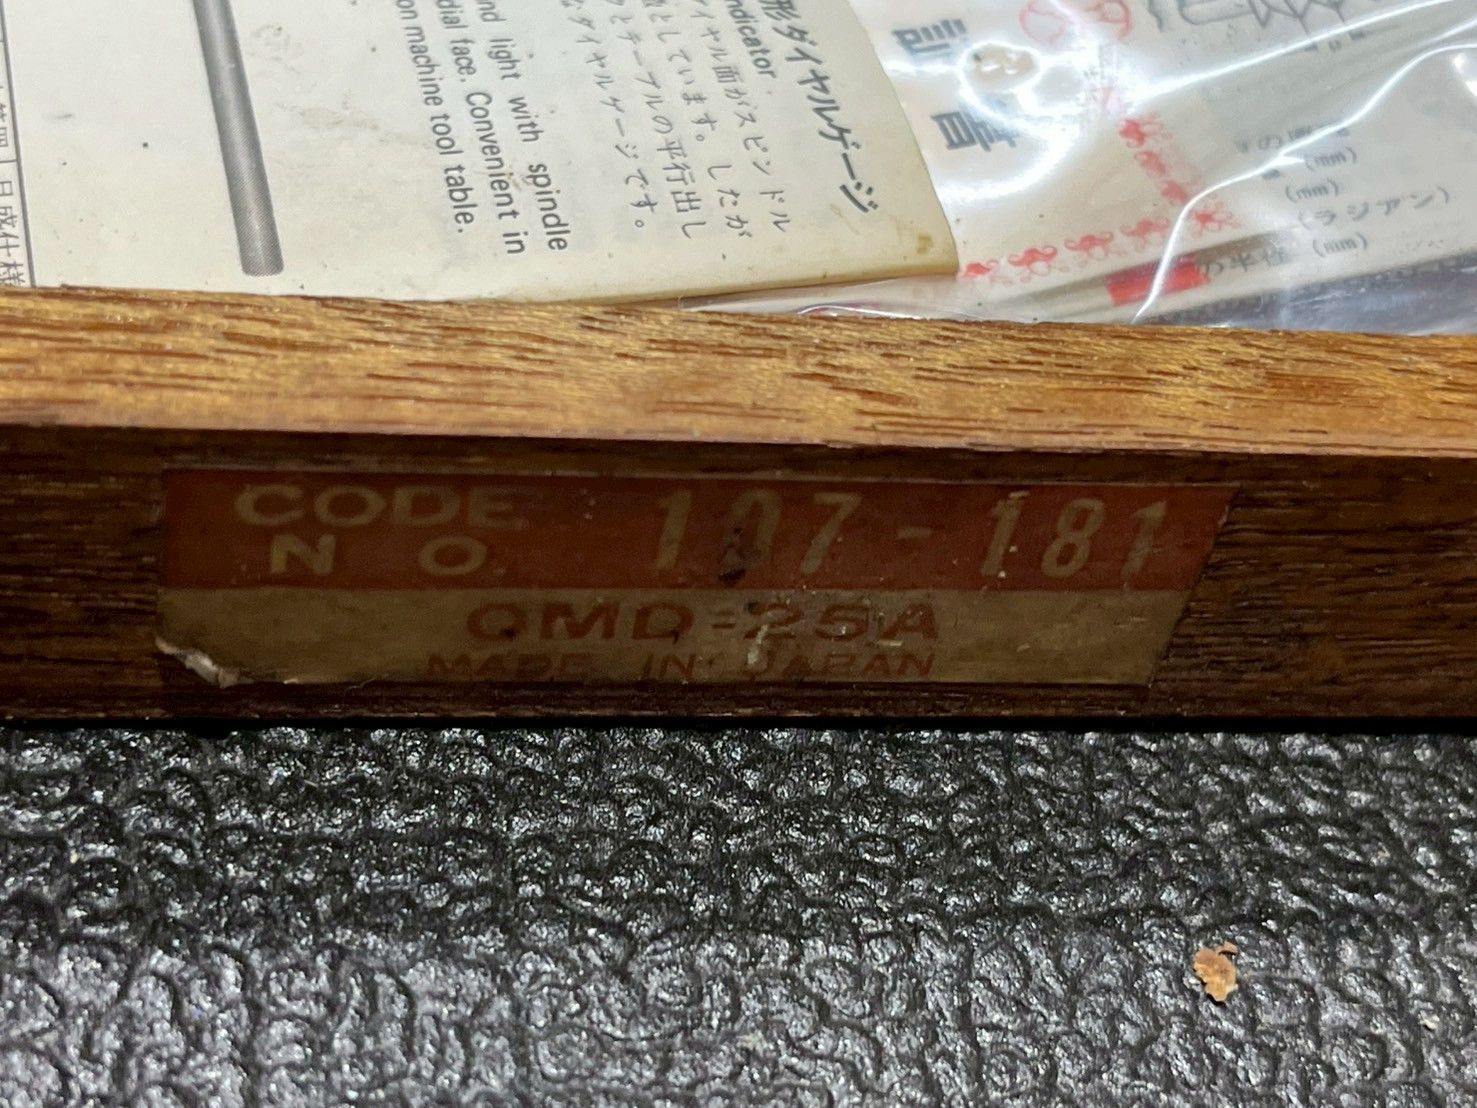 形ダイヤルゲージ
indicator.
イヤル面がスピンドル
としています。したが
とテーブルの平行出し
なダイヤルゲージです。
nd light with spindle
dial face. Convenient in
on machine tool table.
(mm)
(mm)
(ラジアン)
(mm)
CODE NO. 107-181
OMD-25A
MADE IN JAPAN